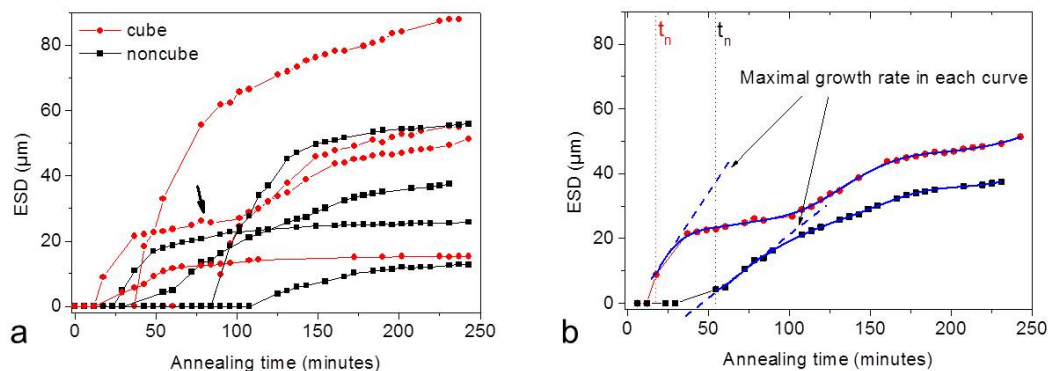 cube
noncube
80
60
40
20
0
ESD (µm)
0 50 100 150 200 250
Annealing time (minutes)
a
tn tn
Maximal growth rate in each curve
80
60
40
20
0
ESD (µm)
0 50 100 150 200 250
Annealing time (minutes)
b